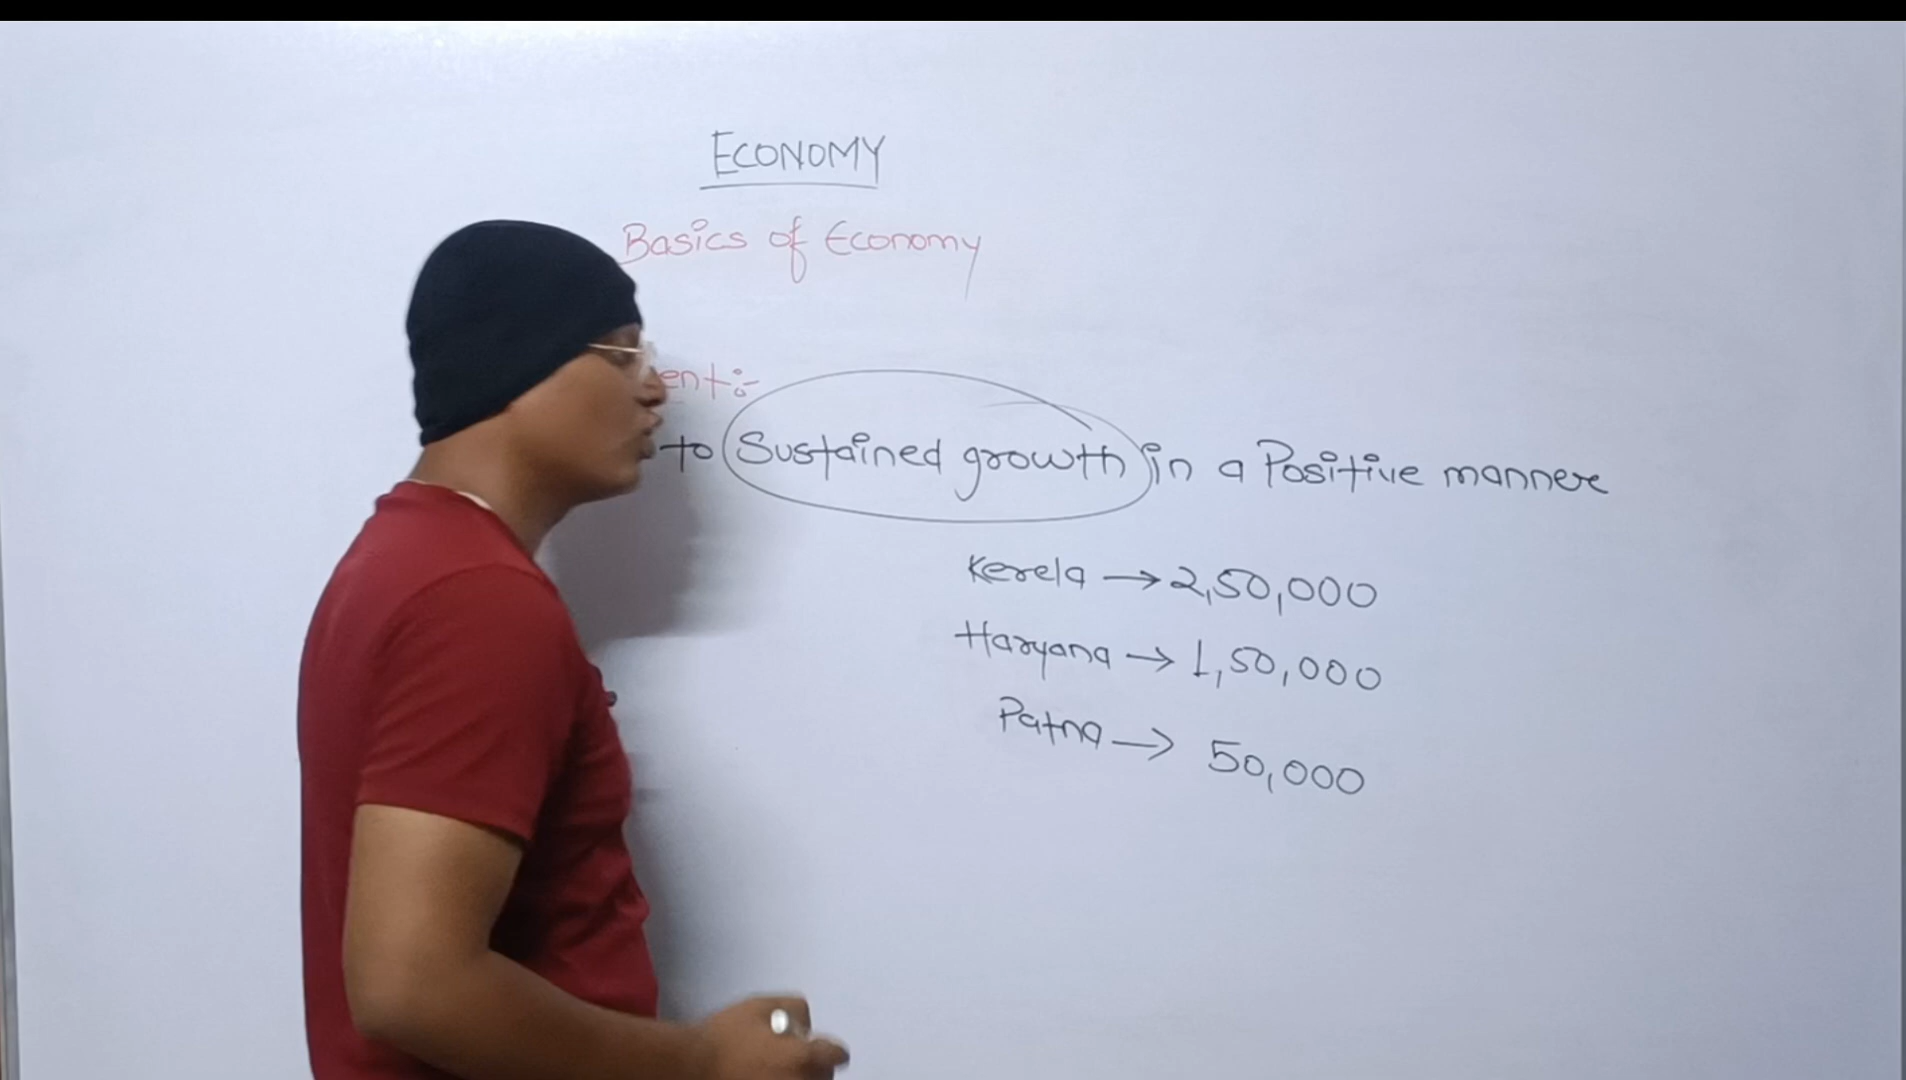 ECONOMY
Basics of Economy
ent:-
to Sustained growth in a Positive manner
Kerela → 2,50,000
Haryana → 1,50,000
Patna → 50,000